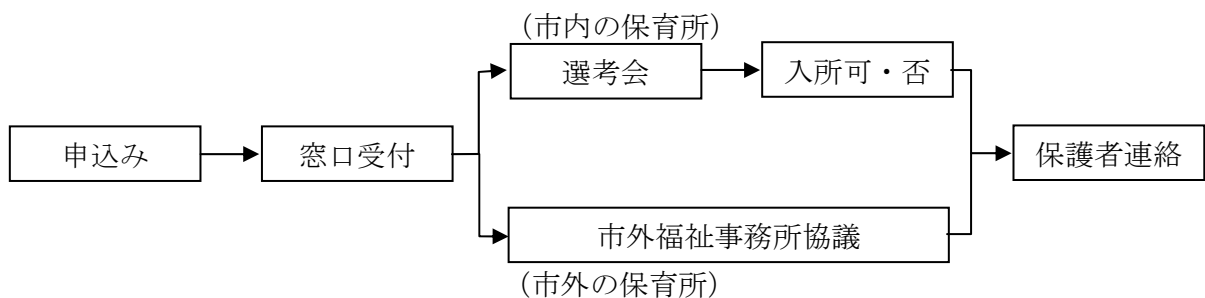 （市内の保育所）
選考会
入所可・否
申込み
窓口受付
保護者連絡
市外福祉事務所協議
（市外の保育所）